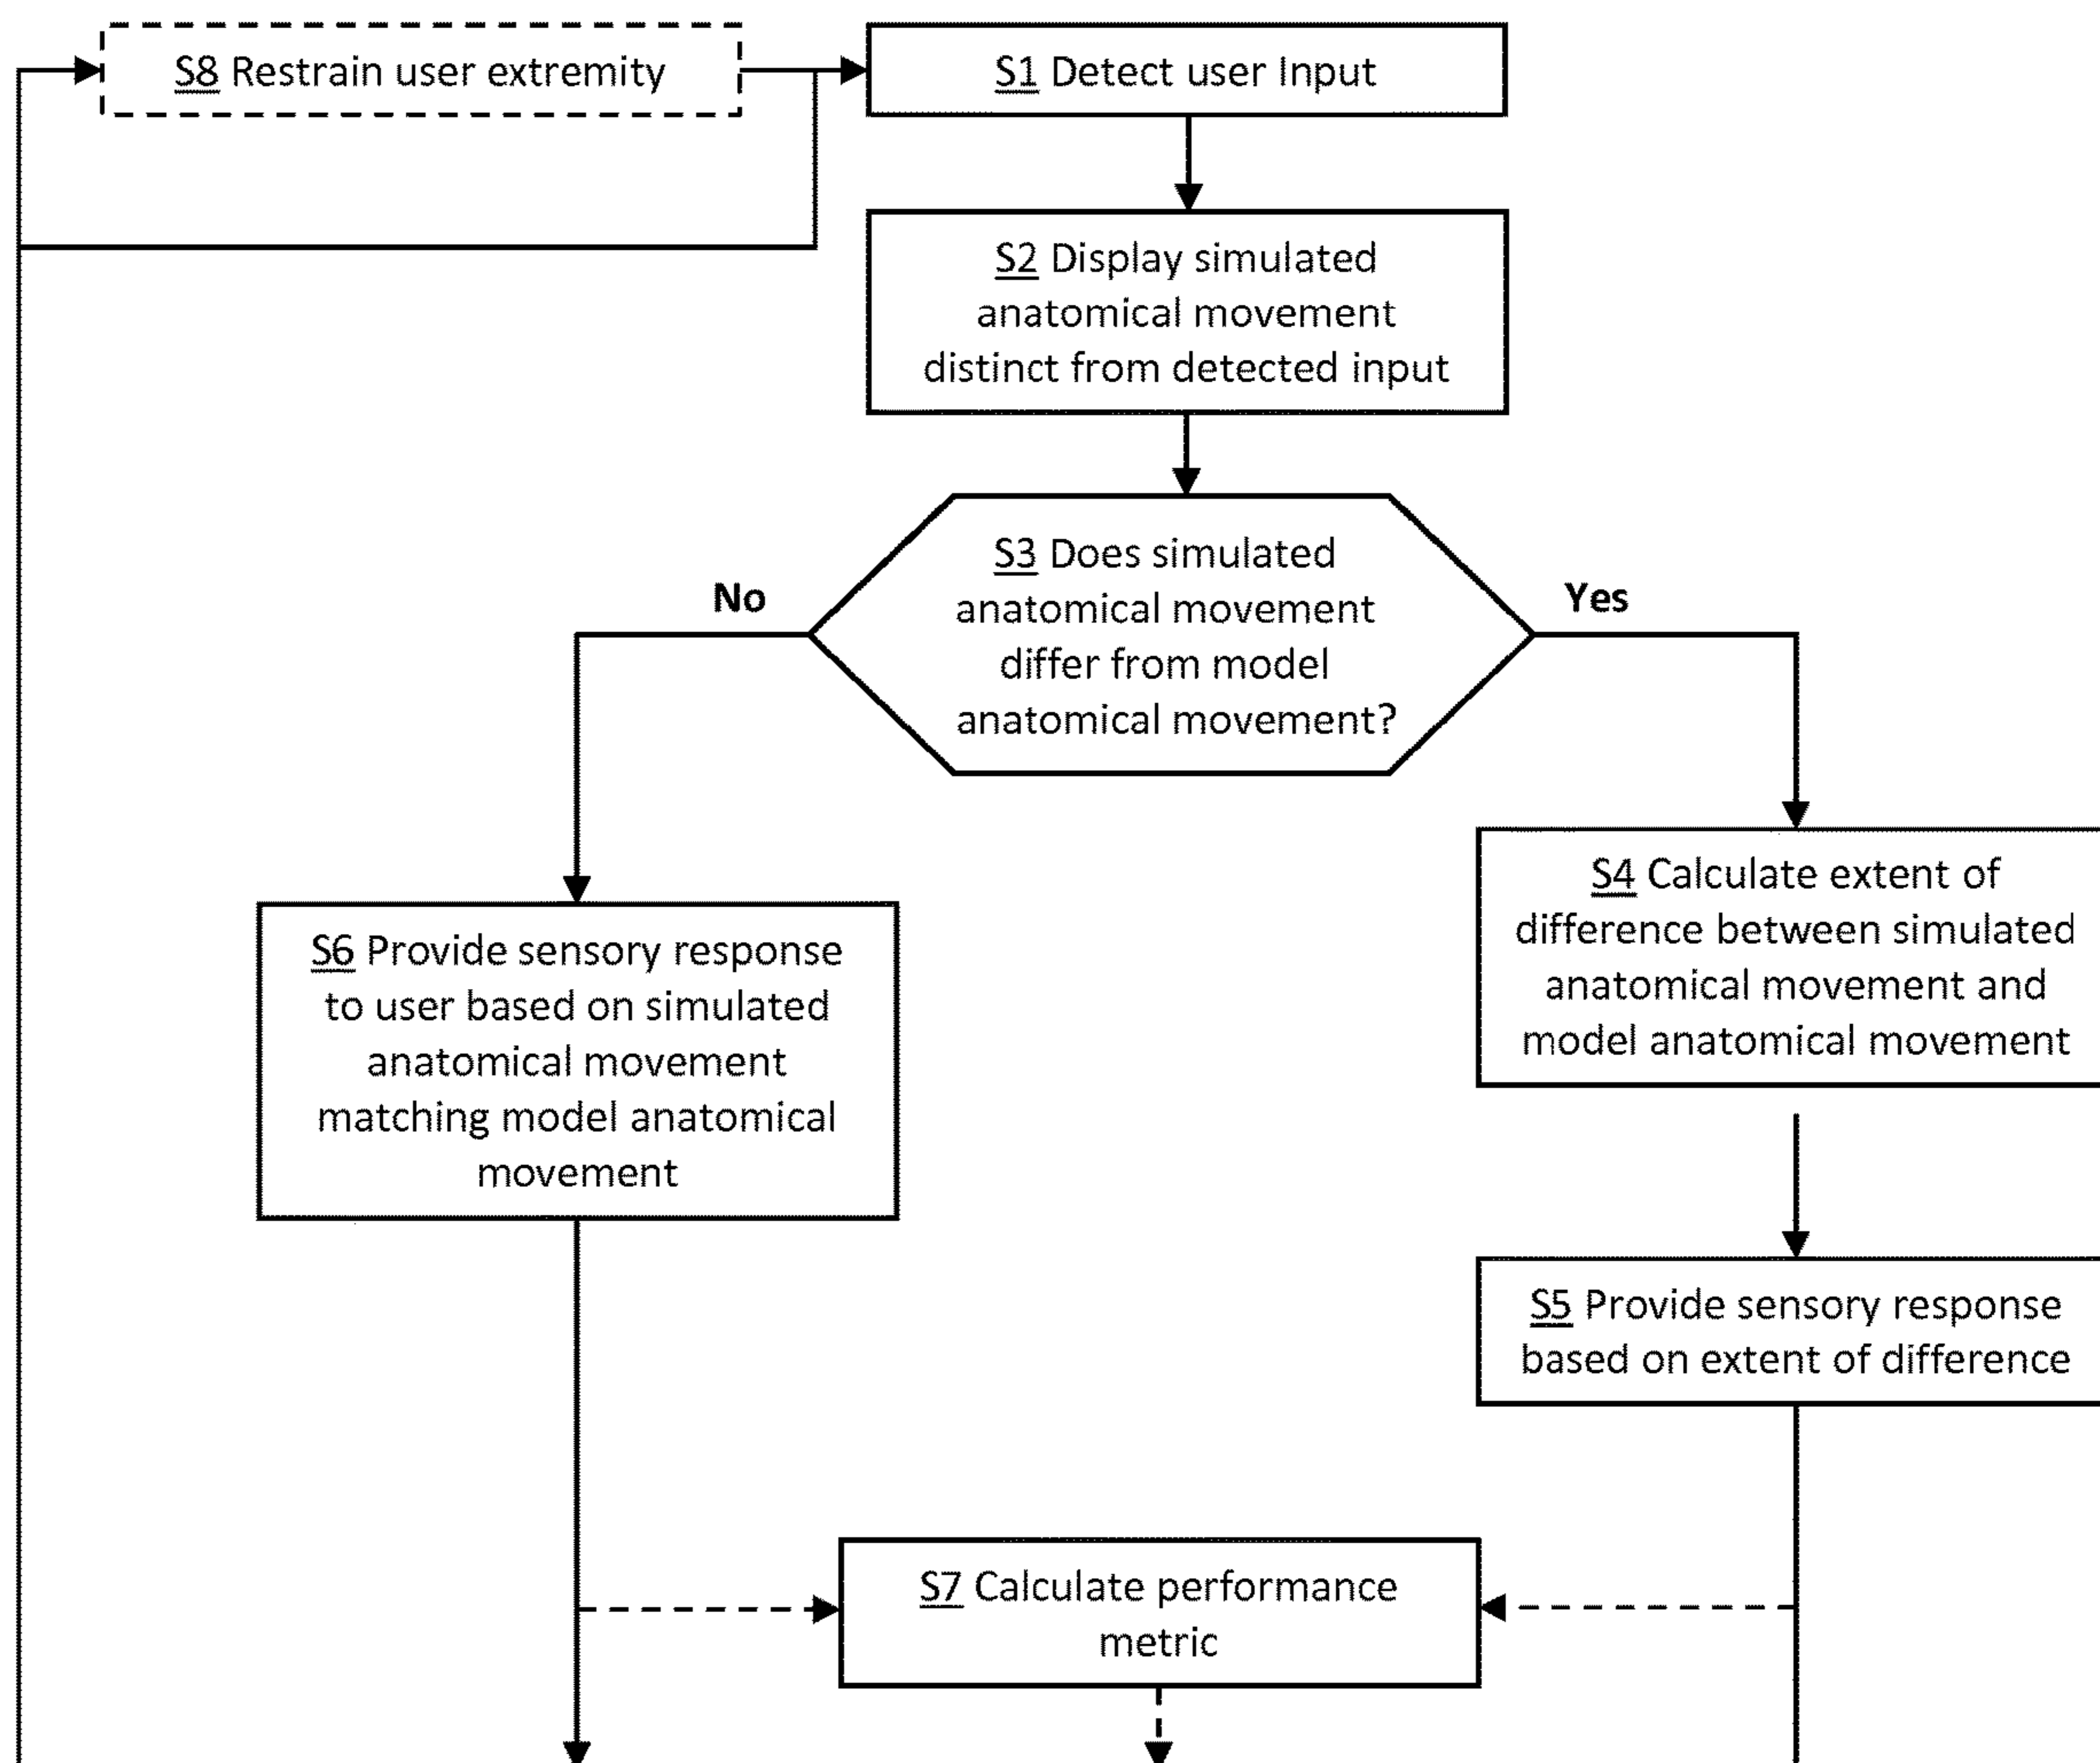 S8 Restrain user extremity
S1 Detect user Input
S2 Display simulated
anatomical movement
distinct from detected input
S3 Does simulated
anatomical movement
differ from model
anatomical movement?
No
Yes
S4 Calculate extent of
difference between simulated
anatomical movement and
model anatomical movement
S6 Provide sensory response
to user based on simulated
anatomical movement
matching model anatomical
movement
S5 Provide sensory response
based on extent of difference
S7 Calculate performance
metric